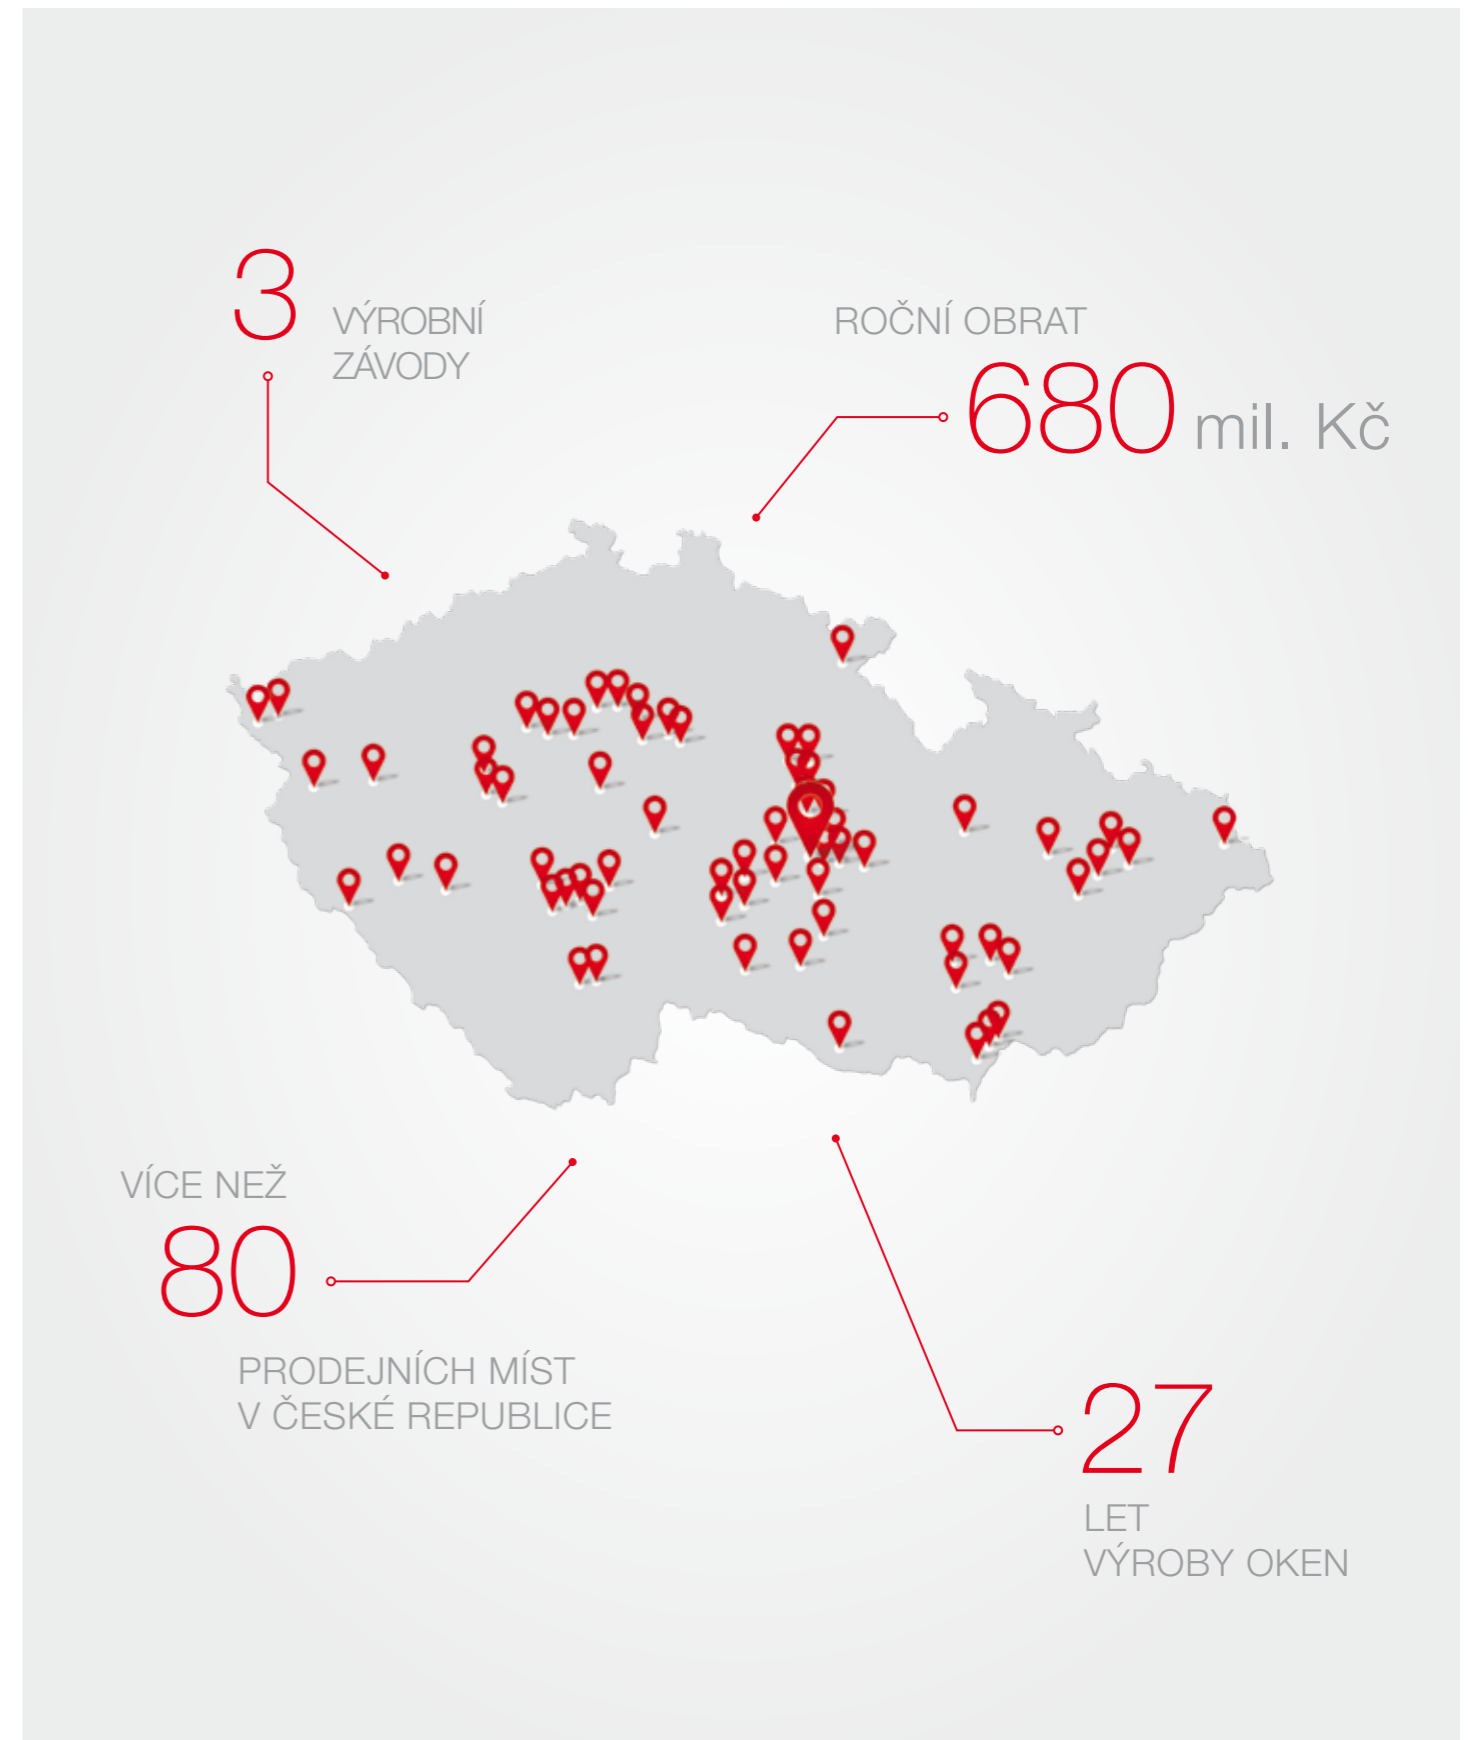 3 VÝROBNÍ
ZÁVODY
ROČNÍ OBRAT
680 mil. Kč
VÍCE NEŽ
80
PRODEJNÍCH MÍST
V ČESKÉ REPUBLICE
27
LET
VÝROBY OKEN